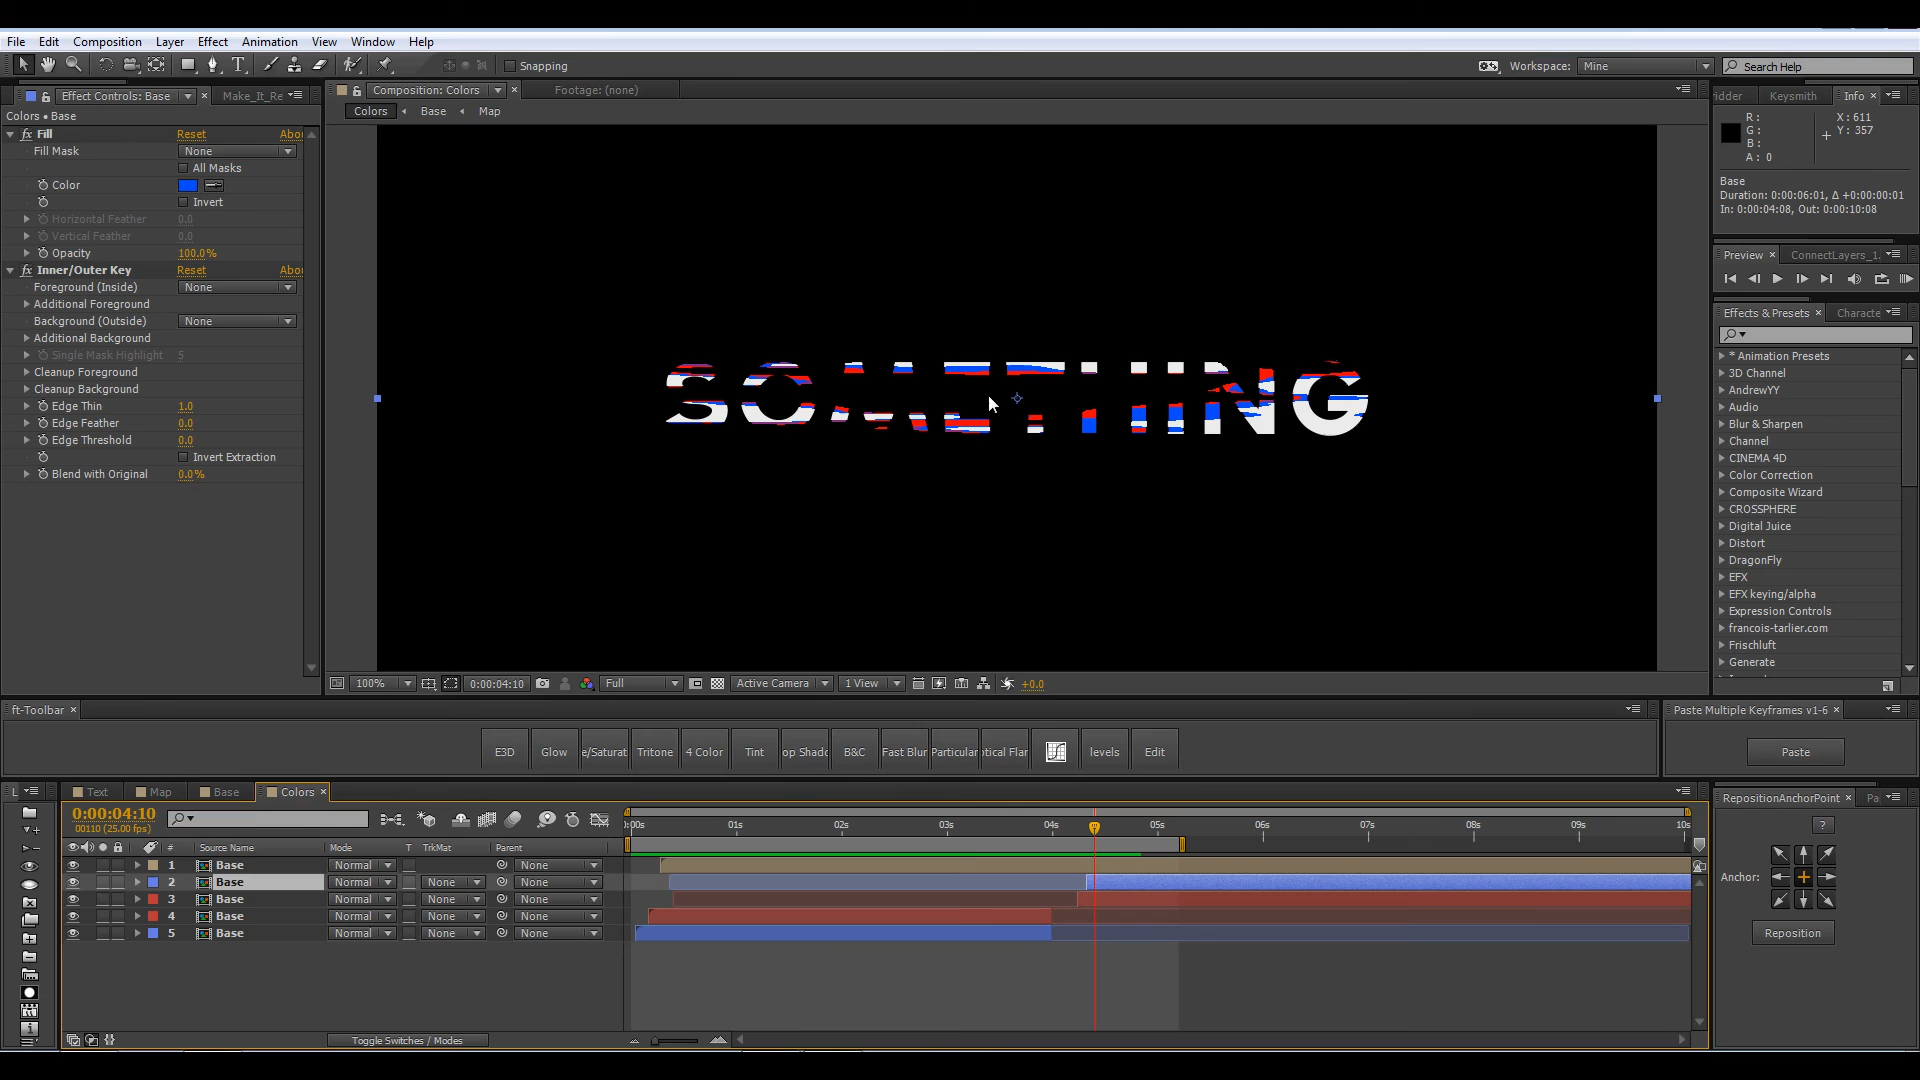 File Edit Composition Layer Effect Animation View Window Help
Snapping
Workspace: Mine
Search Help
Effect Controls: Base
Make_It_Re
Composition: Colors
Footage: (none)
ridder Keysmith Info
Colors Base Map
Colors • Base
Fill Reset Abou
Fill Mask None
All Masks
Color
Invert
Horizontal Feather 0.0
Vertical Feather 0.0
Opacity 100.0%
Inner/Outer Key Reset Abou
Foreground (Inside) None
Additional Foreground
Background (Outside) None
Additional Background
Single Mask Highlight 5
Cleanup Foreground
Cleanup Background
Edge Thin 1.0
Edge Feather 0.0
Edge Threshold 0.0
Invert Extraction
Blend with Original 0.0%
SOMETHING
R:
G:
B:
A: 0
X: 611
Y: 357
Base
Duration: 0:00:06:01, Δ +0:00:00:01
In: 0:00:04:08, Out: 0:00:10:08
Preview ConnectLayers_1.
Effects & Presets Characte
* Animation Presets
3D Channel
AndrewYY
Audio
Blur & Sharpen
Channel
CINEMA 4D
Color Correction
Composite Wizard
CROSSPHERE
Digital Juice
Distort
DragonFly
EFX
EFX keying/alpha
Expression Controls
francois-tarlier.com
Frischluft
Generate
100% 0:00:04:10 Full Active Camera 1 View +0.0
ft-Toolbar
Paste Multiple Keyframes v1-6
E3D Glow e/Saturat Tritone 4 Color Tint op Shado B&C Fast Blur Particular ptical Flar levels Edit
Paste
L Text Map Base Colors
0:00:04:10
00110 (25.00 fps)
):00s 01s 02s 03s 04s 05s 06s 07s 08s 09s 10s
# Source Name Mode T TrkMat Parent
1 Base Normal None
2 Base Normal None None
3 Base Normal None None
4 Base Normal None None
5 Base Normal None None
Toggle Switches / Modes
RepositionAnchorPoint Pa
?
Anchor:
Reposition